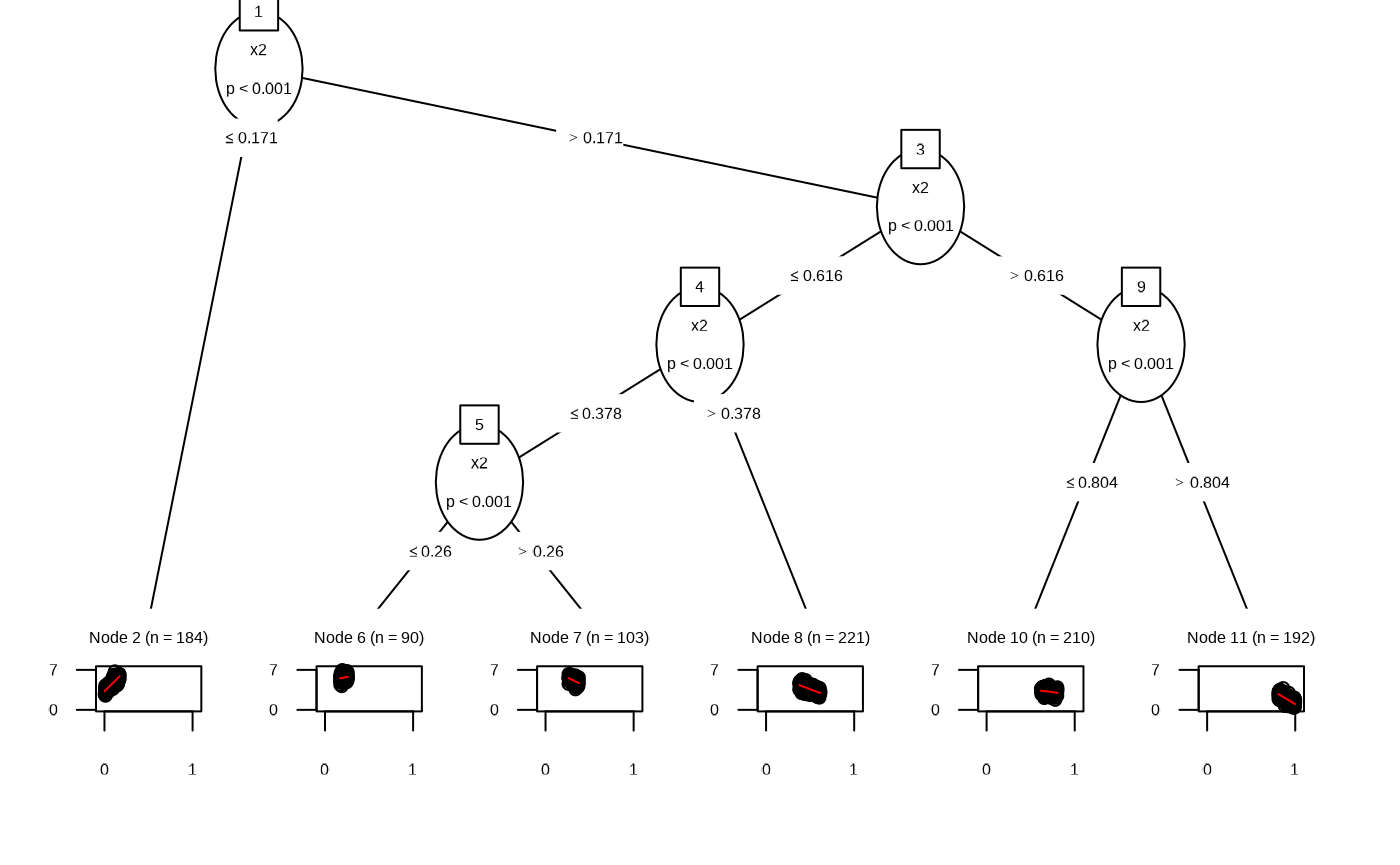 1
x2
p < 0.001
≤ 0.171
> 0.171
3
x2
p < 0.001
≤ 0.616
> 0.616
4
x2
p < 0.001
9
x2
p < 0.001
≤ 0.378
> 0.378
5
x2
p < 0.001
≤ 0.804
> 0.804
≤ 0.26
> 0.26
Node 2 (n = 184)
7
0
0 1
Node 6 (n = 90)
7
0
0 1
Node 7 (n = 103)
7
0
0 1
Node 8 (n = 221)
7
0
0 1
Node 10 (n = 210)
7
0
0 1
Node 11 (n = 192)
7
0
0 1